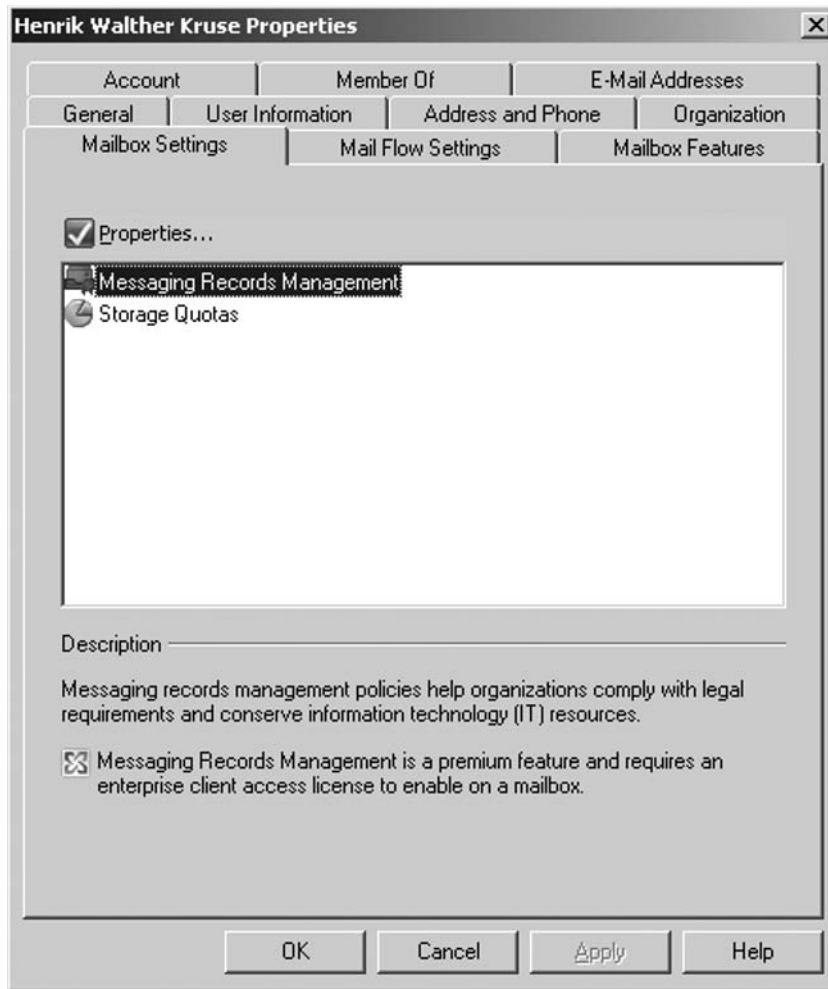 Henrik Walther Kruse Properties
Account Member Of E-Mail Addresses
General User Information Address and Phone Organization
Mailbox Settings Mail Flow Settings Mailbox Features
Properties...
Messaging Records Management
Storage Quotas
Description
Messaging records management policies help organizations comply with legal
requirements and conserve information technology (IT) resources.
Messaging Records Management is a premium feature and requires an
enterprise client access license to enable on a mailbox.
OK Cancel Apply Help